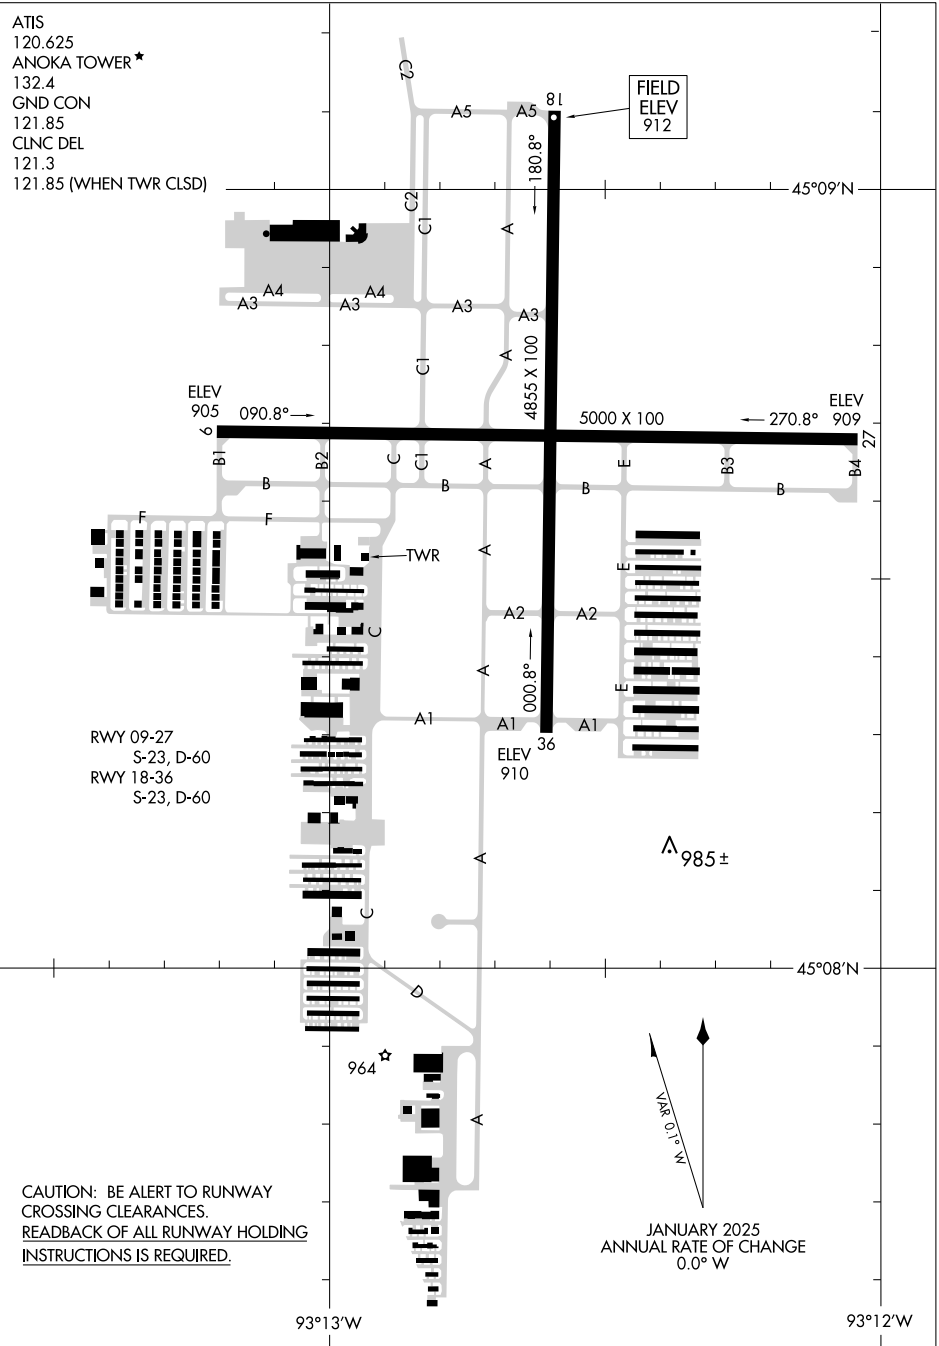 ATIS
120.625
ANOKA TOWER ★
132.4
GND CON
121.85
CLNC DEL
121.3
121.85 (WHEN TWR CLSD)
C2
A5
A5
18
FIELD
ELEV
912
180.8°
45°09'N
C2
C1
A
A4
A4
A3
A3
A3
A3
C1
A
4855 X 100
ELEV
905
090.8°
5000 X 100
270.8°
ELEV
909
9
27
B1
B2
C
C1
A
E
B3
B4
B
B
B
B
F
F
TWR
A
E
C
A2
A2
A
000.8°
E
A1
A1
A1
36
ELEV
910
RWY 09-27
S-23, D-60
RWY 18-36
S-23, D-60
A
985 ±
C
45°08'N
D
964
A
VAR 0.1° W
JANUARY 2025
ANNUAL RATE OF CHANGE
0.0° W
CAUTION: BE ALERT TO RUNWAY
CROSSING CLEARANCES.
READBACK OF ALL RUNWAY HOLDING
INSTRUCTIONS IS REQUIRED.
93°13'W
93°12'W